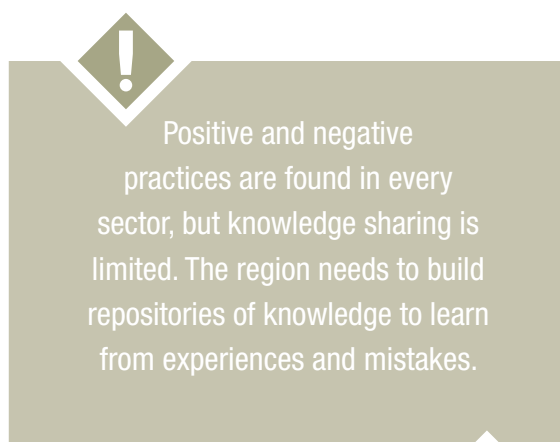 !
Positive and negative
practices are found in every
sector, but knowledge sharing is
limited. The region needs to build
repositories of knowledge to learn
from experiences and mistakes.